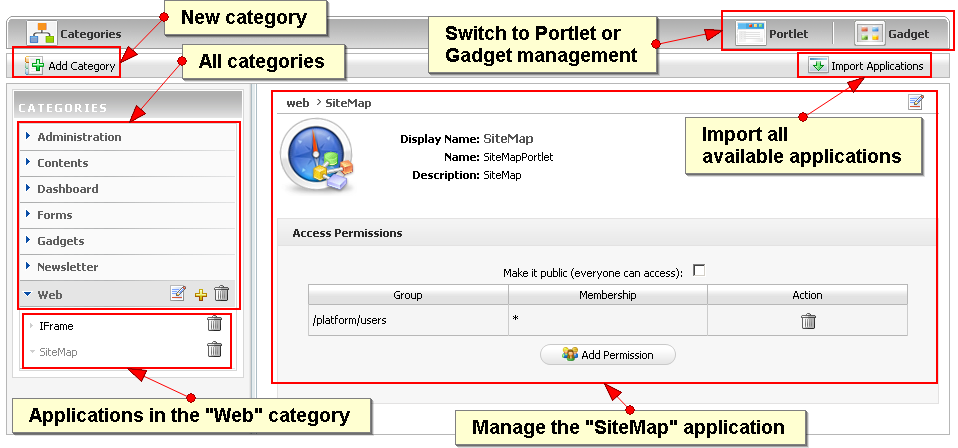 New category
Switch to Portlet or
Gadget management
Categories
Portlet
Gadget
Add Category
All categories
Import Applications
CATEGORIES
Administration
Contents
Dashboard
Forms
Gadgets
Newsletter
Web
IFrame
SiteMap
Applications in the "Web" category
web > SiteMap
Display Name: SiteMap
Name: SiteMapPortlet
Description: SiteMap
Import all
available applications
Access Permissions
Make it public (everyone can access):
Group Membership Action
/platform/users *
Add Permission
Manage the "SiteMap" application